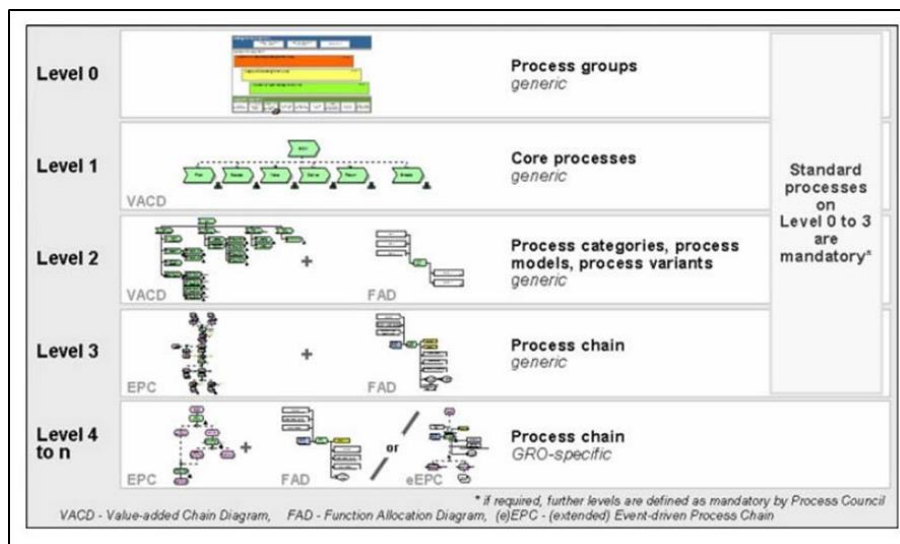 Level 0
Process groups
generic
Level 1
VACD
Core processes
generic
Level 2
VACD
+
FAD
Process categories, process
models, process variants
generic
Level 3
EPC
+
FAD
Process chain
generic
Level 4
to n
EPC
+
FAD
or
eEPC
Process chain
GRO-specific
Standard
processes
on
Level 0 to 3
are
mandatory*
* if required, further levels are defined as mandatory by Process Council
VACD - Value-added Chain Diagram, FAD - Function Allocation Diagram, (e)EPC - (extended) Event-driven Process Chain